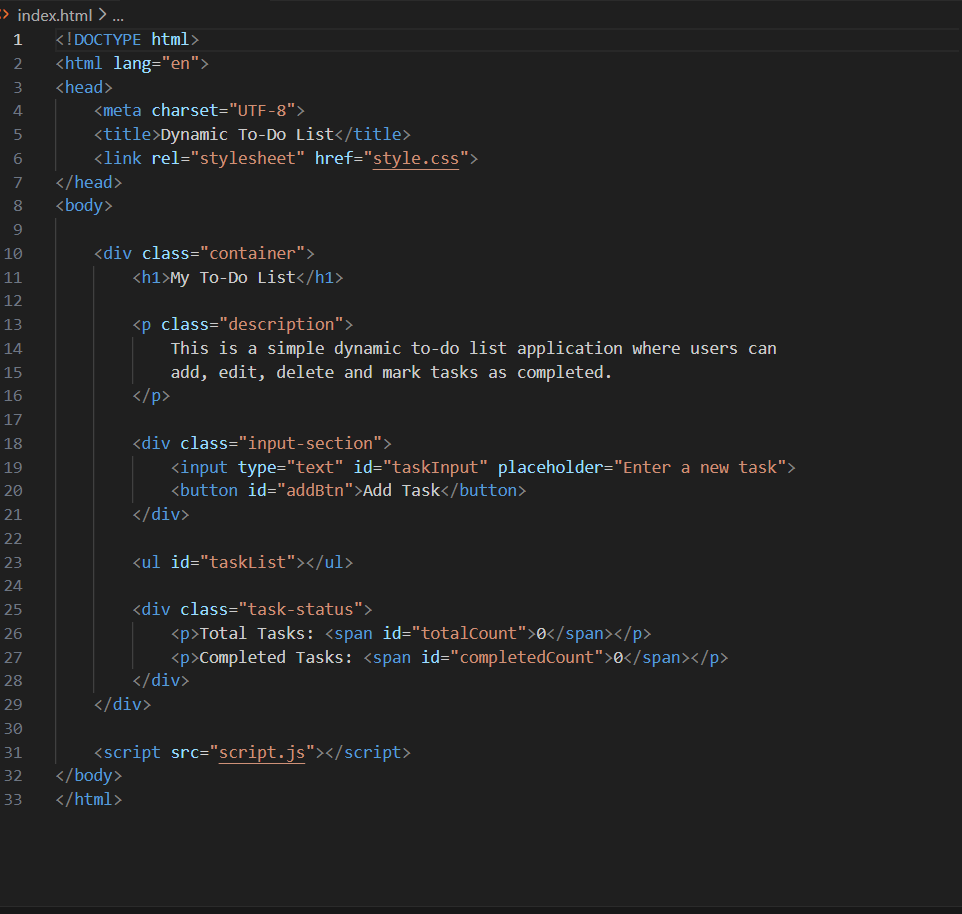 index.html > ...
1 <!DOCTYPE html>
2 <html lang="en">
3 <head>
4     <meta charset="UTF-8">
5     <title>Dynamic To-Do List</title>
6     <link rel="stylesheet" href="style.css">
7 </head>
8 <body>
9
10     <div class="container">
11         <h1>My To-Do List</h1>
12
13         <p class="description">
14             This is a simple dynamic to-do list application where users can
15             add, edit, delete and mark tasks as completed.
16         </p>
17
18         <div class="input-section">
19             <input type="text" id="taskInput" placeholder="Enter a new task">
20             <button id="addBtn">Add Task</button>
21         </div>
22
23         <ul id="taskList"></ul>
24
25         <div class="task-status">
26             <p>Total Tasks: <span id="totalCount">0</span></p>
27             <p>Completed Tasks: <span id="completedCount">0</span></p>
28         </div>
29     </div>
30
31     <script src="script.js"></script>
32 </body>
33 </html>